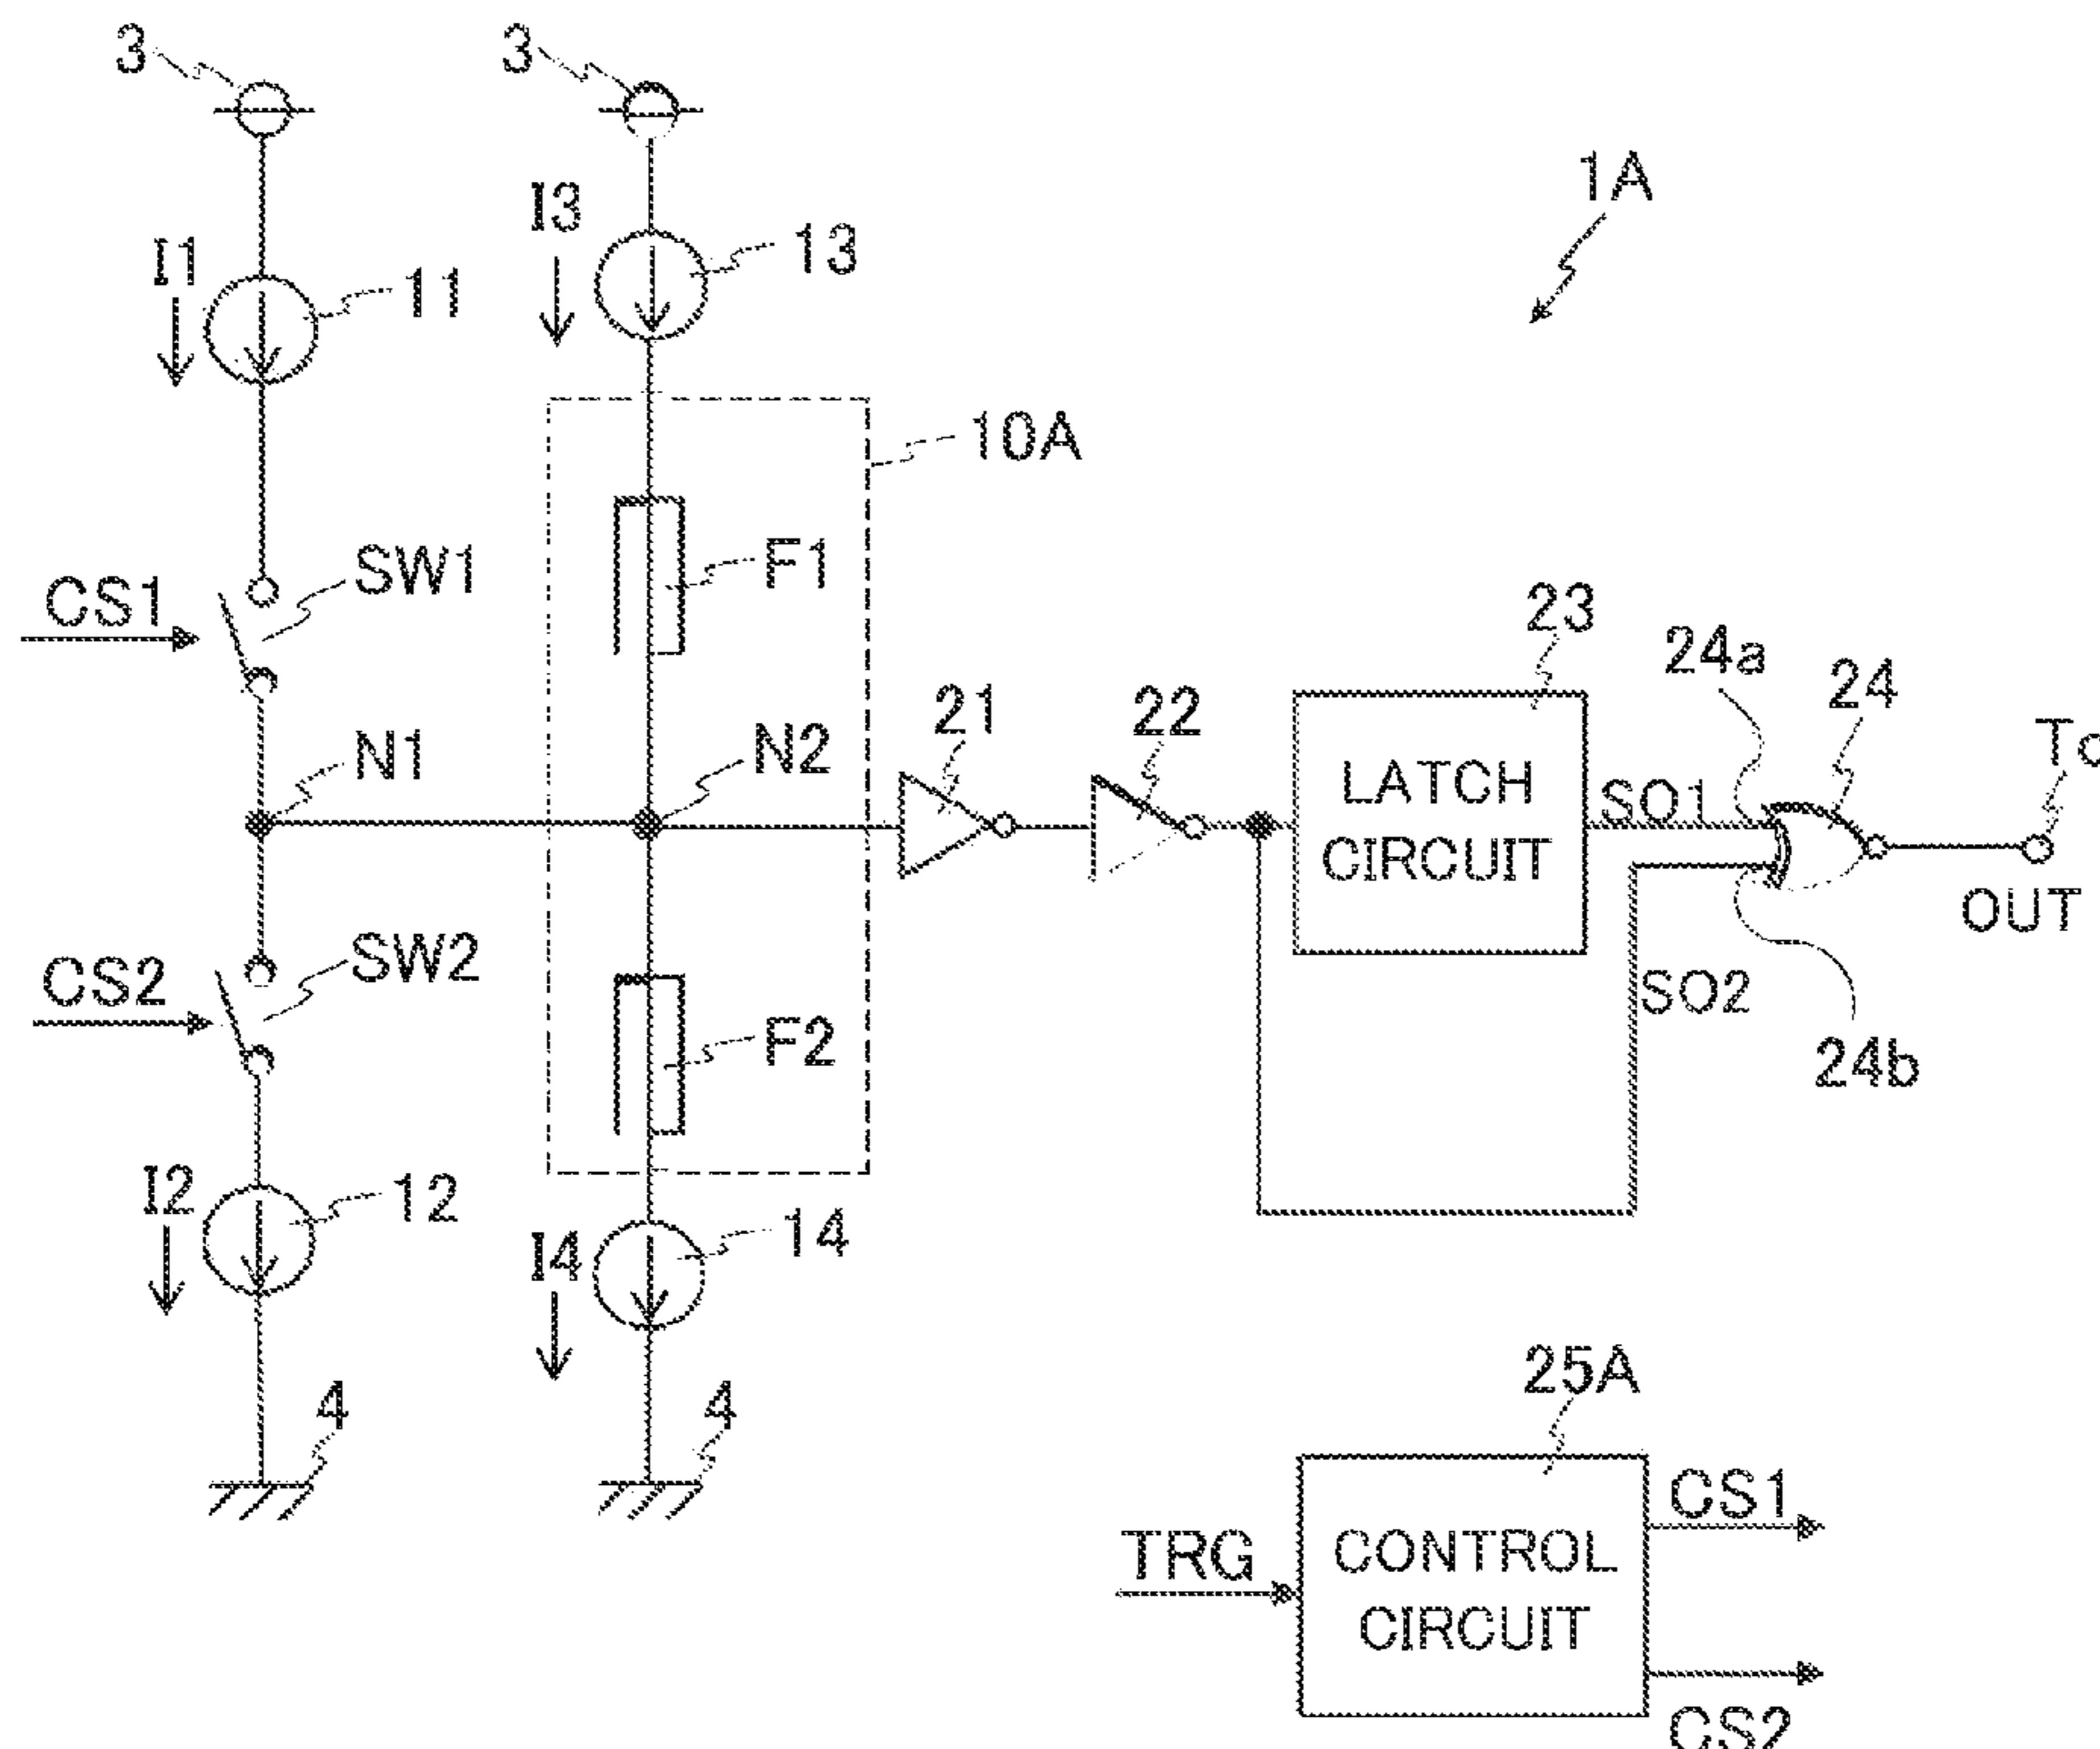 3
3
1A
I3
13
I1
11
10A
SW1
F1
CS1
23
24a
24
21
22
N1
N2
To
LATCH
CIRCUIT
SO1
OUT
SW2
CS2
SO2
F2
24b
I2
12
I4
14
4
4
25A
CS1
TRG
CONTROL
CIRCUIT
CS2